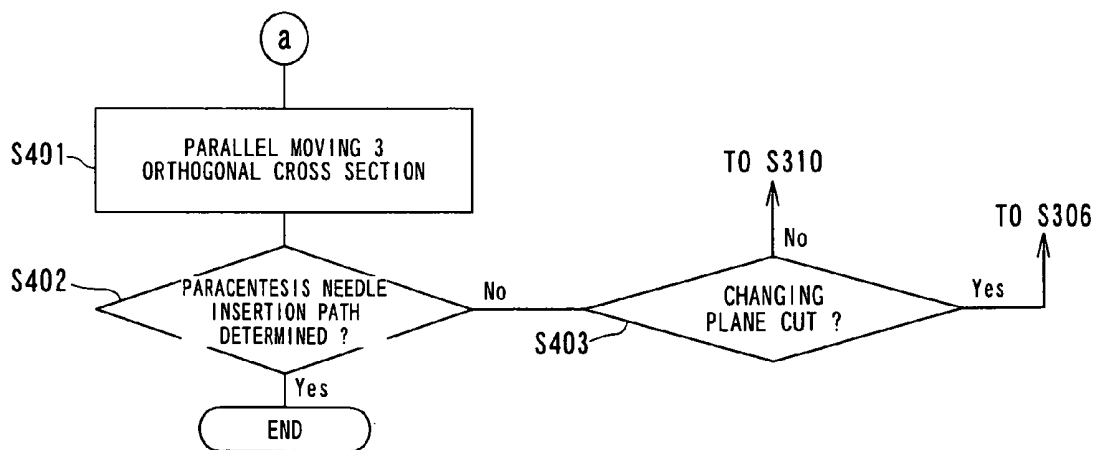 a
S401
PARALLEL MOVING 3
ORTHOGONAL CROSS SECTION
TO S310
TO S306
S402
PARACENTESIS NEEDLE
INSERTION PATH
DETERMINED ?
No
No
CHANGING
PLANE CUT ?
Yes
S403
Yes
END